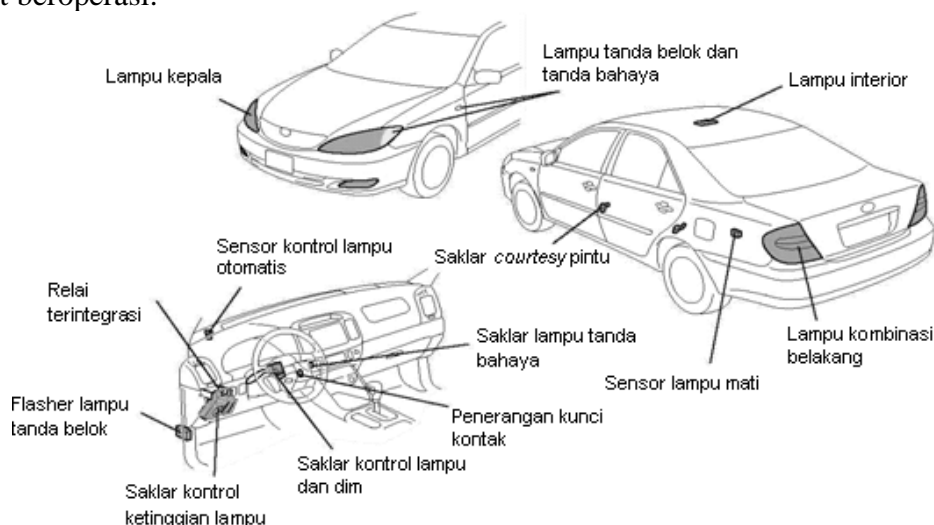 t beroperasi.
Lampu kepala
Lampu tanda belok dan
tanda bahaya
Lampu interior
Sensor kontrol lampu
otomatis
Saklar courtesy pintu
Relai
terintegrasi
Saklar lampu tanda
bahaya
Lampu kombinasi
belakang
Sensor lampu mati
Flasher lampu
tanda belok
Penerangan kunci
kontak
Saklar kontrol lampu
dan dim
Saklar kontrol
ketinggian lampu